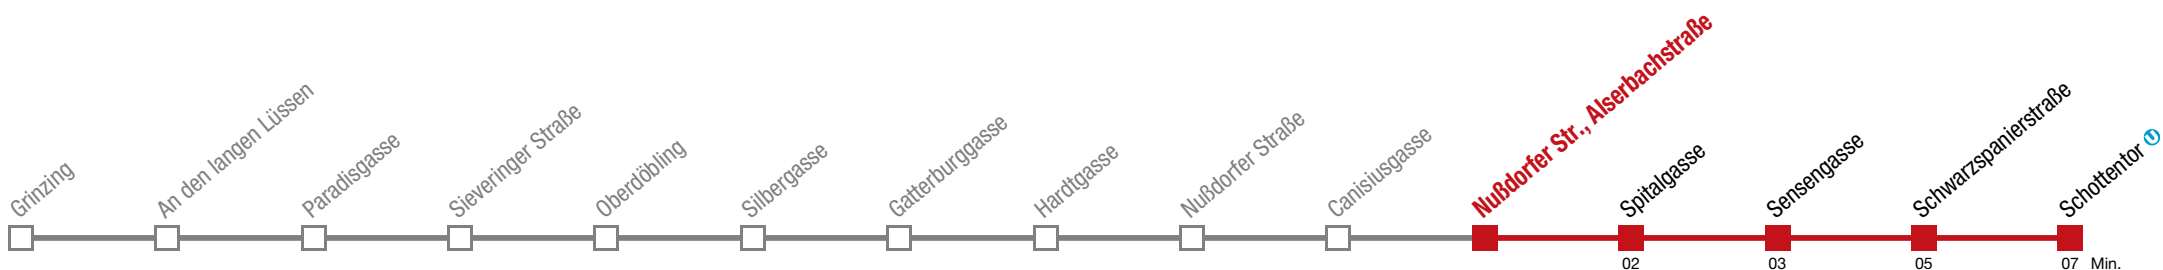 Grinzing
An den langen Lüssen
Paradisgasse
Sieveringer Straße
Oberdöbling
Silbergasse
Gatterburggasse
Hardtgasse
Nußdorfer Straße
Canisiusgasse
Nußdorfer Str., Alserbachstraße
Spitalgasse
Sensengasse
Schwarzspanierstraße
Schottentor U
02 03 05 07 Min.